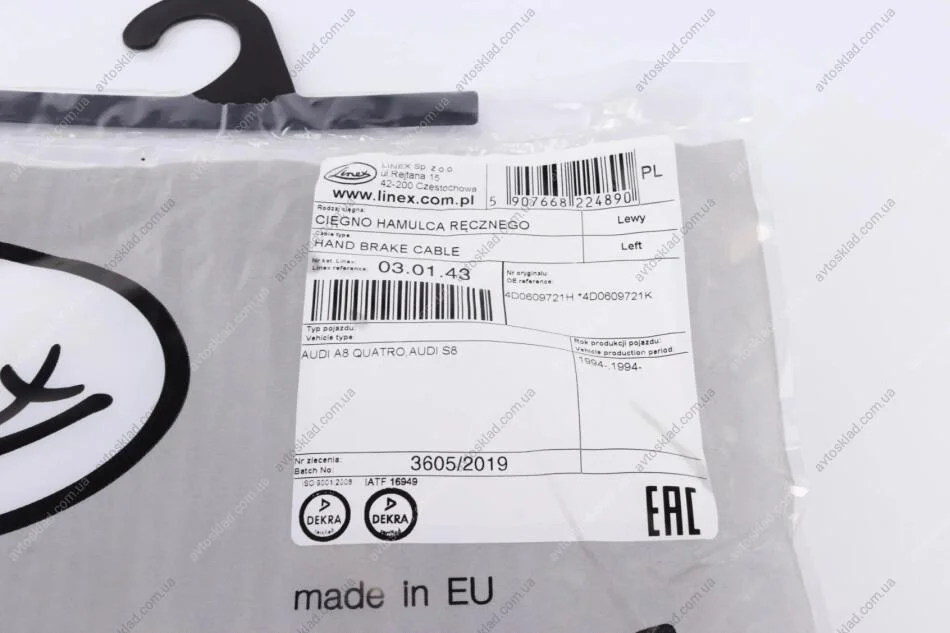 Linex
LINEX Sp. z o.o.
ul.Rejtana 15
42-200 Częstochowa
www.linex.com.pl
5 907668 224890
PL
Rodzaj cięgna:
CIĘGNO HAMULCA RĘCZNEGO
Lewy
Cable type:
HAND BRAKE CABLE
Left
Nr kat. Linex:
Linex reference:
03.01.43
Nr oryginału:
OE reference:
4D0609721H *4D0609721K
Typ pojazdu:
Vehicle type:
AUDI A8 QUATRO,AUDI S8
Rok produkcji pojazdu:
Vehicle production period:
1994-,1994-
Nr zlecenia:
Batch No:
3605/2019
ISO 9001:2008
IATF 16949
DEKRA
DEKRA
EAC
made in EU
avtosklad.com.ua